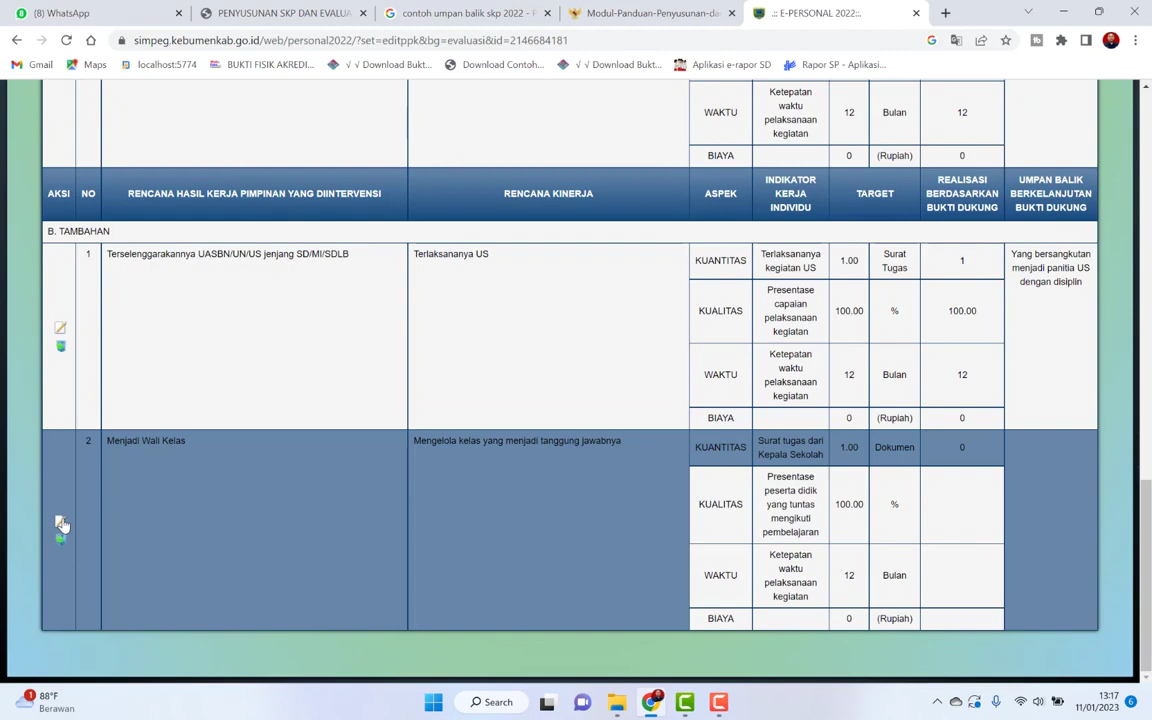 (8) WhatsApp
PENYUSUNAN SKP DAN EVALUA
contoh umpan balik skp 2022 - P
Modul-Panduan-Penyusunan-da
.:: E-PERSONAL 2022::.
simpeg.kebumenkab.go.id/web/personal2022/?set=editppk&bg=evaluasi&id=2146684181
Gmail
Maps
localhost:5774
BUKTI FISIK AKREDI...
√ √ Download Bukt...
Download Contoh...
√ √ Download Bukt...
Aplikasi e-rapor SD
Rapor SP - Aplikasi...
WAKTU
Ketepatan
waktu
pelaksanaan
kegiatan
12
Bulan
12
BIAYA
0
(Rupiah)
0
AKSI
NO
RENCANA HASIL KERJA PIMPINAN YANG DIINTERVENSI
RENCANA KINERJA
ASPEK
INDIKATOR
KERJA
INDIVIDU
TARGET
REALISASI
BERDASARKAN
BUKTI DUKUNG
UMPAN BALIK
BERKELANJUTAN
BUKTI DUKUNG
B. TAMBAHAN
1
Terselenggarakannya UASBN/UN/US jenjang SD/MI/SDLB
Terlaksananya US
KUANTITAS
Terlaksananya
kegiatan US
1.00
Surat
Tugas
1
Yang bersangkutan
menjadi panitia US
dengan disiplin
KUALITAS
Presentase
capaian
pelaksanaan
kegiatan
100.00
%
100.00
WAKTU
Ketepatan
waktu
pelaksanaan
kegiatan
12
Bulan
12
BIAYA
0
(Rupiah)
0
2
Menjadi Wali Kelas
Mengelola kelas yang menjadi tanggung jawabnya
KUANTITAS
Surat tugas dari
Kepala Sekolah
1.00
Dokumen
0
KUALITAS
Presentase
peserta didik
yang tuntas
mengikuti
pembelajaran
100.00
%
WAKTU
Ketepatan
waktu
pelaksanaan
kegiatan
12
Bulan
BIAYA
0
(Rupiah)
1
88°F
Berawan
Search
13:17
11/01/2023
6